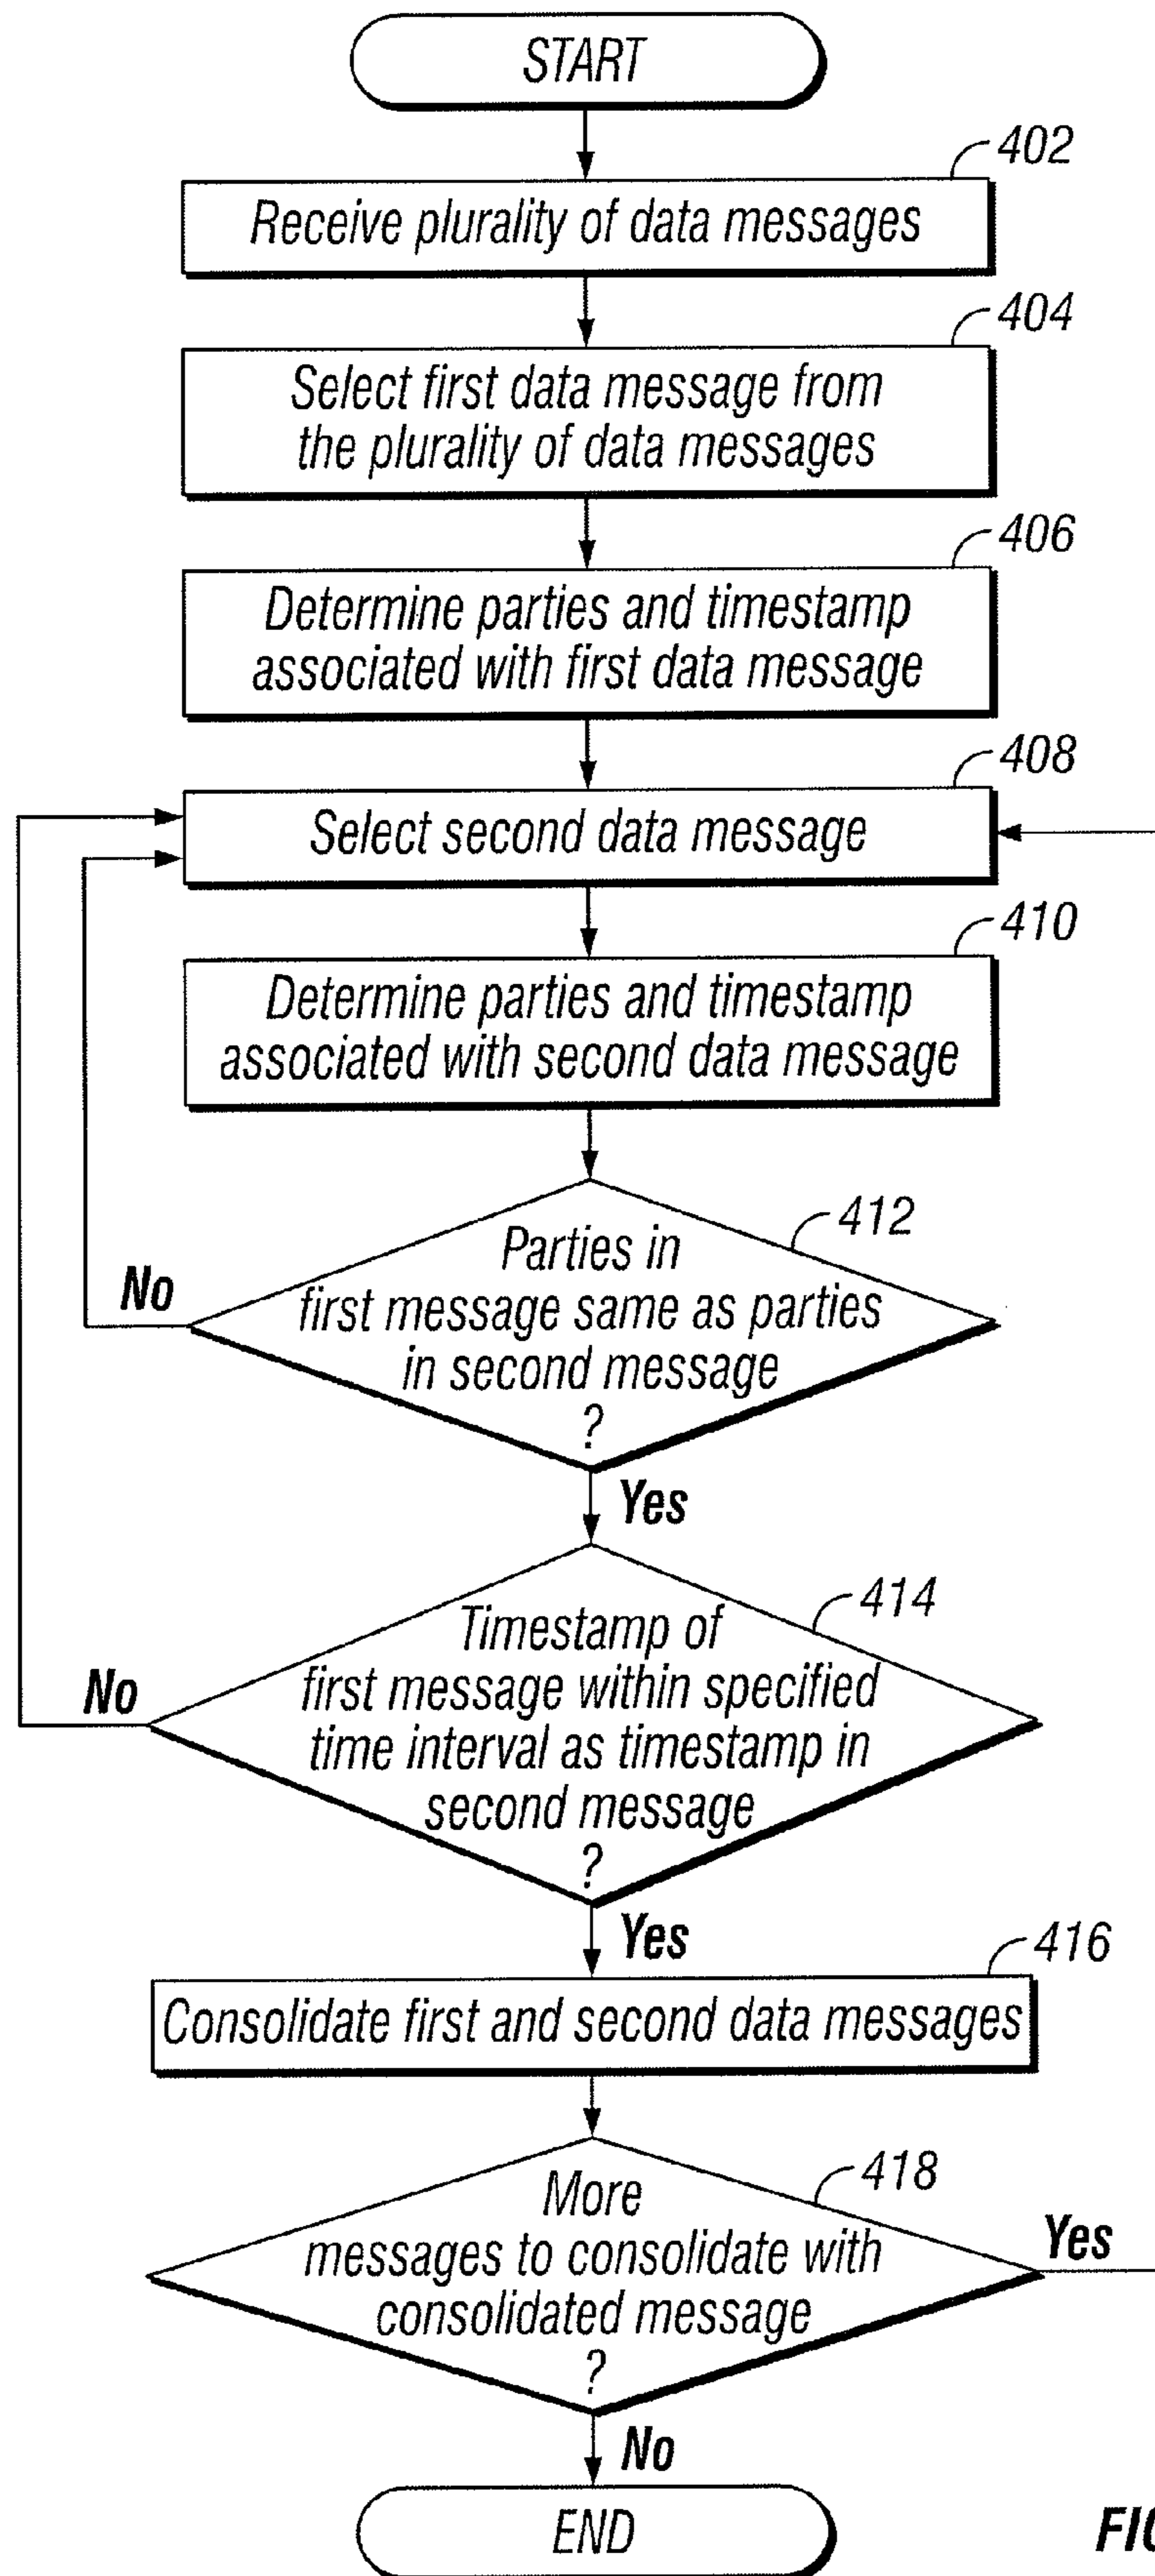 START
402
Receive plurality of data messages
404
Select first data message from
the plurality of data messages
406
Determine parties and timestamp
associated with first data message
408
Select second data message
410
Determine parties and timestamp
associated with second data message
412
Parties in
first message same as parties
in second message
?
No
Yes
414
Timestamp of
first message within specified
time interval as timestamp in
second message
?
No
Yes
416
Consolidate first and second data messages
418
More
messages to consolidate with
consolidated message
?
Yes
No
END